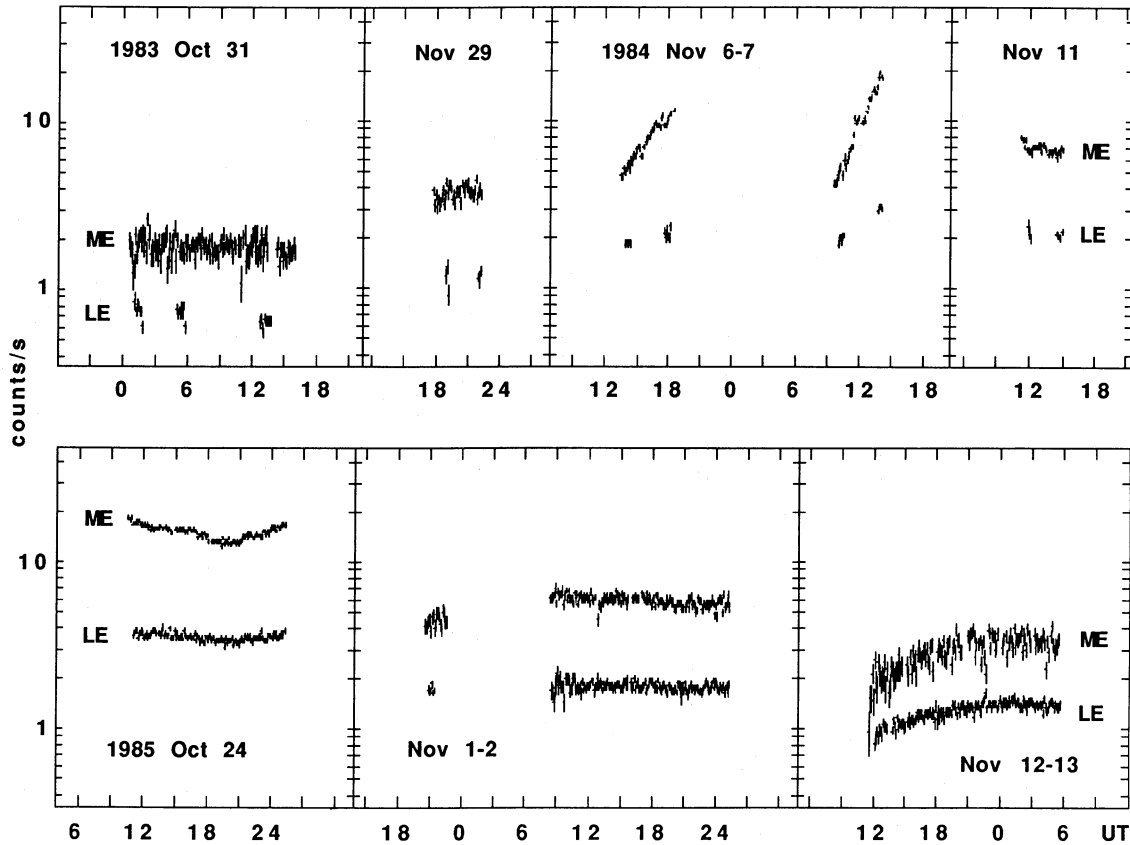 1983 Oct 31
Nov 29
1984 Nov 6-7
Nov 11
counts/s
10
1
ME
LE
ME
LE
0 6 12 18
18 24
12 18 0 6 12 18
12 18
10
1
ME
LE
1985 Oct 24
Nov 1-2
ME
LE
Nov 12-13
6 12 18 24
18 0 6 12 18 24
12 18 0 6 UT